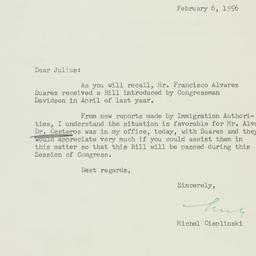 February 6, 1956
Dear Julius:
As you will recall, Mr. Francisco Alvares
Suarez received a Bill introduced by Congressman
Davidson in April of last year.
From new reports made by Immigration Authori-
ties, I understand the situation is favorable for Mr. Alva
Dr. Casteros was in my office, today, with Suares and they
would appreciate very much if you could assist them in
this matter so that this Bill will be passed during this
Session of Congress.
Best regards,
Sincerely,
Michel Cieplinski